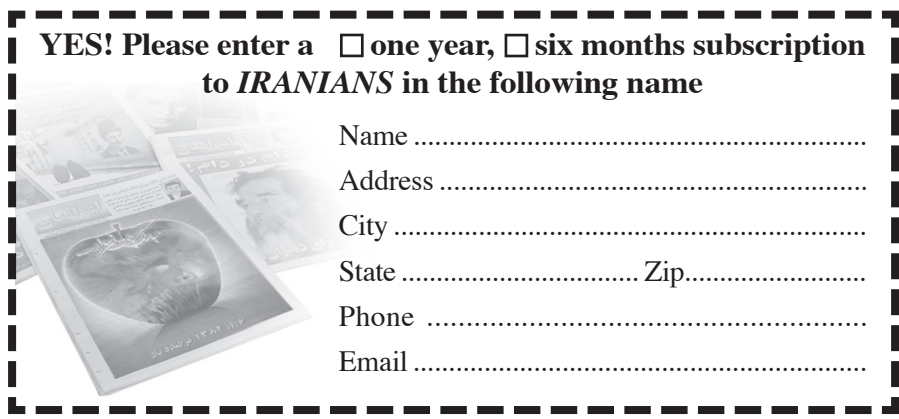 YES! Please enter a □ one year, □ six months subscription
to IRANIANS in the following name
Name ................................................................
Address ............................................................
City ..................................................................
State ................................. Zip.........................
Phone ..............................................................
Email ...............................................................